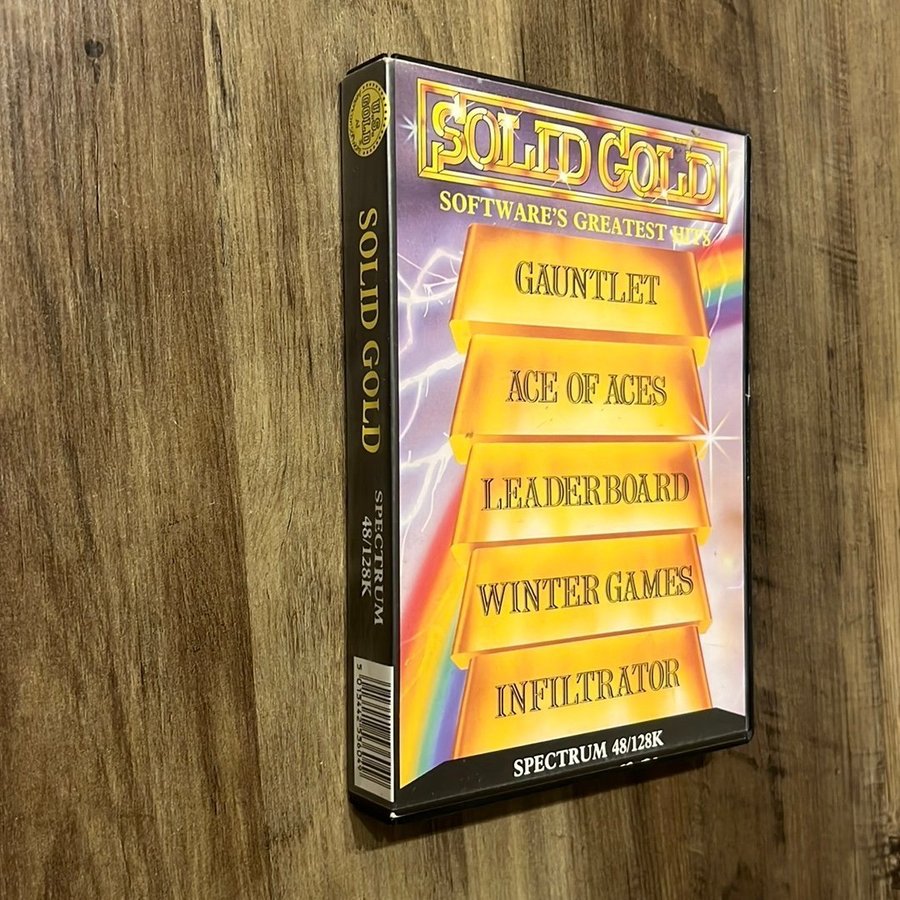 U.S.
GOLD
SOLID GOLD
SPECTRUM
48/128K
SOLID GOLD
SOFTWARE'S GREATEST HITS
GAUNTLET
ACE OF ACES
LEADERBOARD
WINTER GAMES
INFILTRATOR
SPECTRUM 48/128K